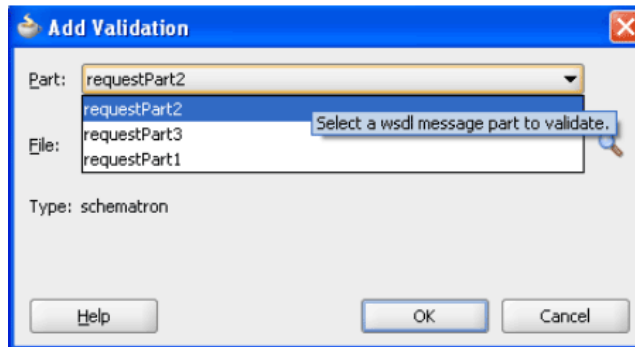 Add Validation
Part: requestPart2
requestPart2
Select a wsdl message part to validate.
requestPart3
File:
requestPart1
Type: schematron
Help OK Cancel